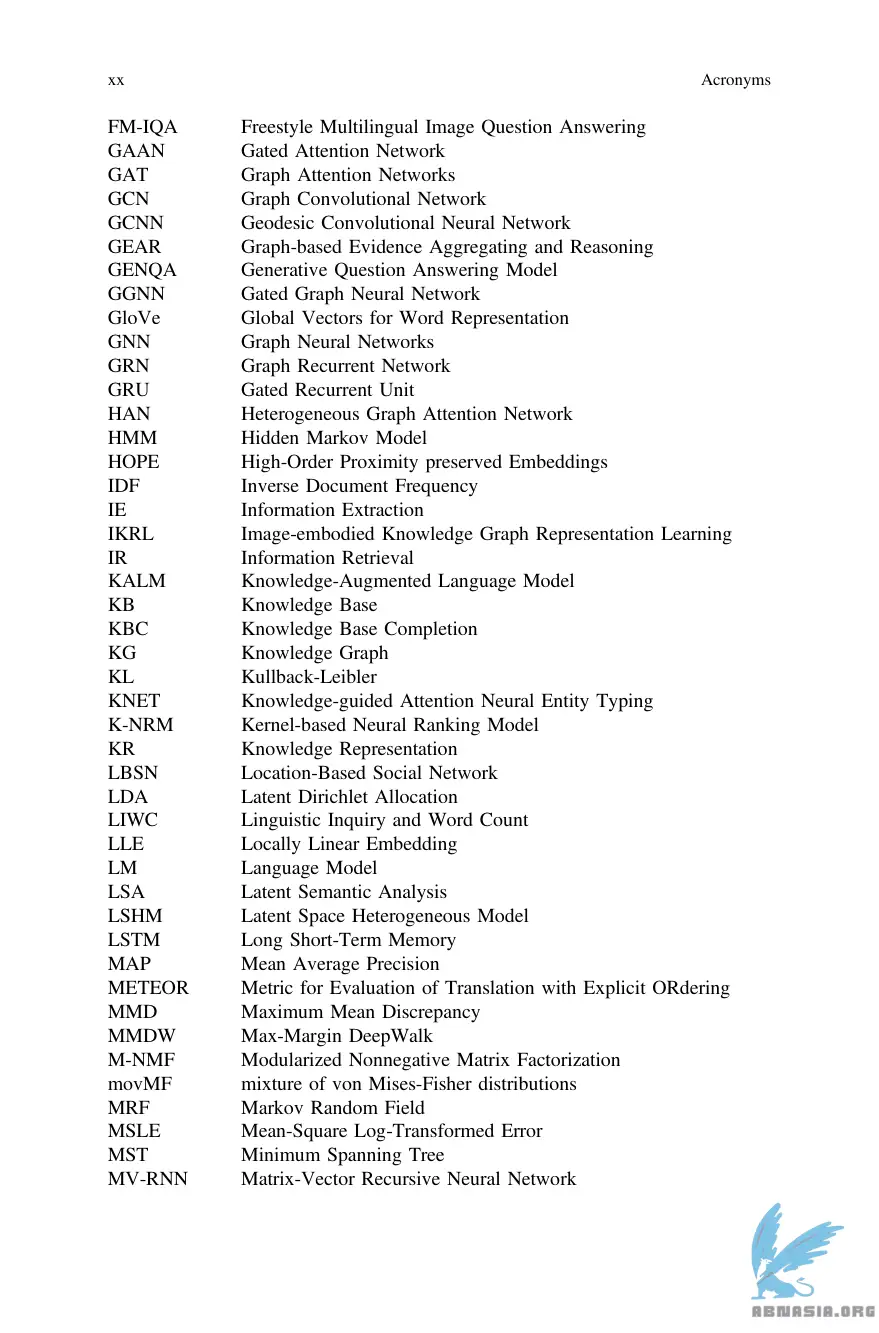 xx Acronyms
FM-IQA Freestyle Multilingual Image Question Answering
GAAN Gated Attention Network
GAT Graph Attention Networks
GCN Graph Convolutional Network
GCNN Geodesic Convolutional Neural Network
GEAR Graph-based Evidence Aggregating and Reasoning
GENQA Generative Question Answering Model
GGNN Gated Graph Neural Network
GloVe Global Vectors for Word Representation
GNN Graph Neural Networks
GRN Graph Recurrent Network
GRU Gated Recurrent Unit
HAN Heterogeneous Graph Attention Network
HMM Hidden Markov Model
HOPE High-Order Proximity preserved Embeddings
IDF Inverse Document Frequency
IE Information Extraction
IKRL Image-embodied Knowledge Graph Representation Learning
IR Information Retrieval
KALM Knowledge-Augmented Language Model
KB Knowledge Base
KBC Knowledge Base Completion
KG Knowledge Graph
KL Kullback-Leibler
KNET Knowledge-guided Attention Neural Entity Typing
K-NRM Kernel-based Neural Ranking Model
KR Knowledge Representation
LBSN Location-Based Social Network
LDA Latent Dirichlet Allocation
LIWC Linguistic Inquiry and Word Count
LLE Locally Linear Embedding
LM Language Model
LSA Latent Semantic Analysis
LSHM Latent Space Heterogeneous Model
LSTM Long Short-Term Memory
MAP Mean Average Precision
METEOR Metric for Evaluation of Translation with Explicit ORdering
MMD Maximum Mean Discrepancy
MMDW Max-Margin DeepWalk
M-NMF Modularized Nonnegative Matrix Factorization
movMF mixture of von Mises-Fisher distributions
MRF Markov Random Field
MSLE Mean-Square Log-Transformed Error
MST Minimum Spanning Tree
MV-RNN Matrix-Vector Recursive Neural Network
ABNASIA.ORG